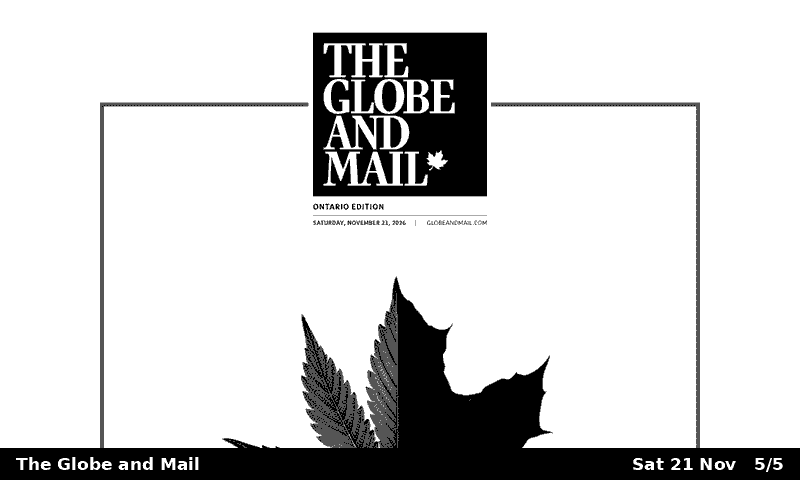 THE
GLOBE
AND
MAIL
ONTARIO EDITION
SATURDAY, NOVEMBER 21, 2026 | GLOBEANDMAIL.COM
The Globe and Mail Sat 21 Nov 5/5